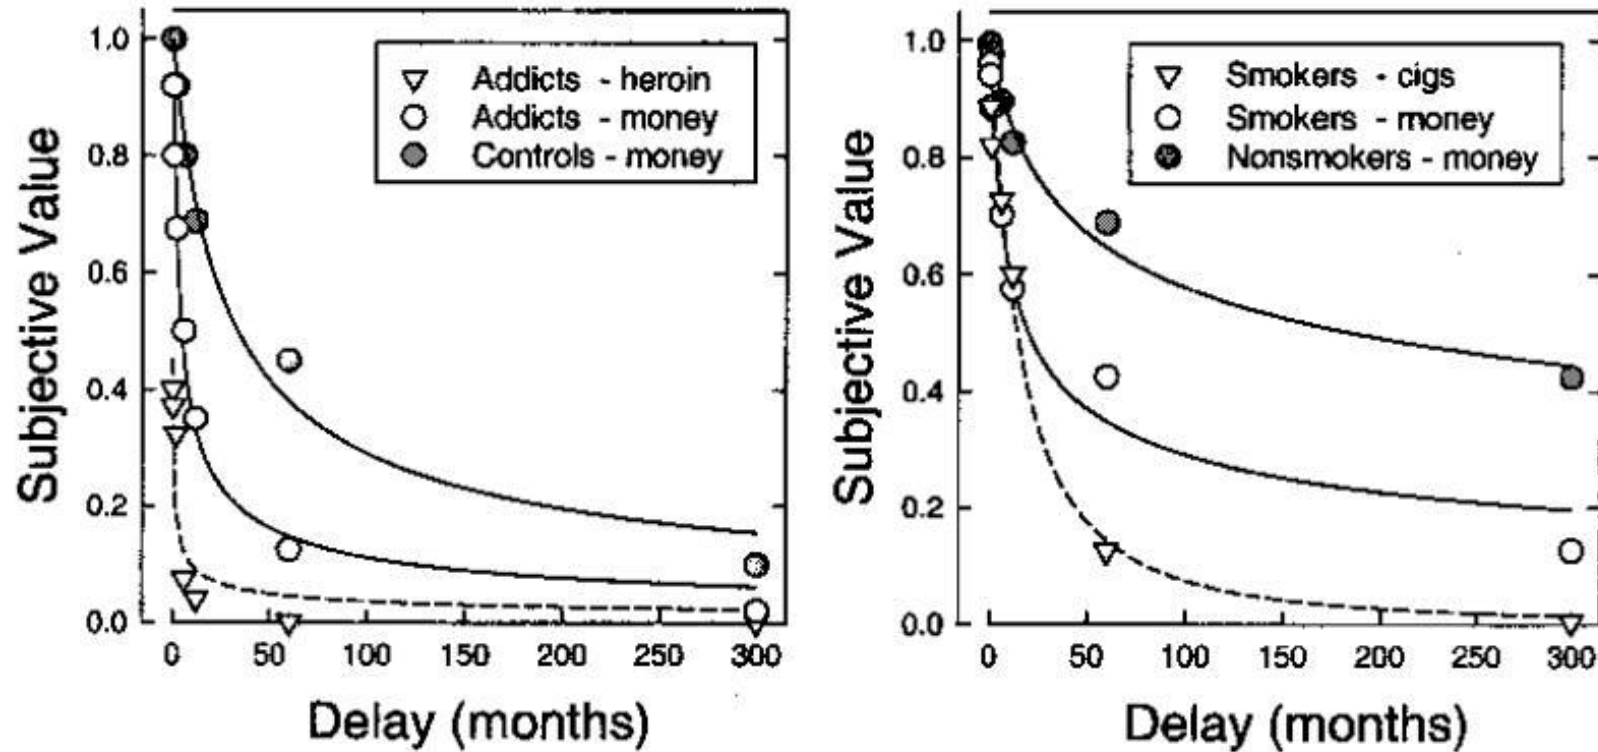 Subjective Value
1.0
0.8
0.6
0.4
0.2
0.0
Addicts - heroin
Addicts - money
Controls - money
0 50 100 150 200 250 300
Delay (months)
Subjective Value
1.0
0.8
0.6
0.4
0.2
0.0
Smokers - cigs
Smokers - money
Nonsmokers - money
0 50 100 150 200 250 300
Delay (months)